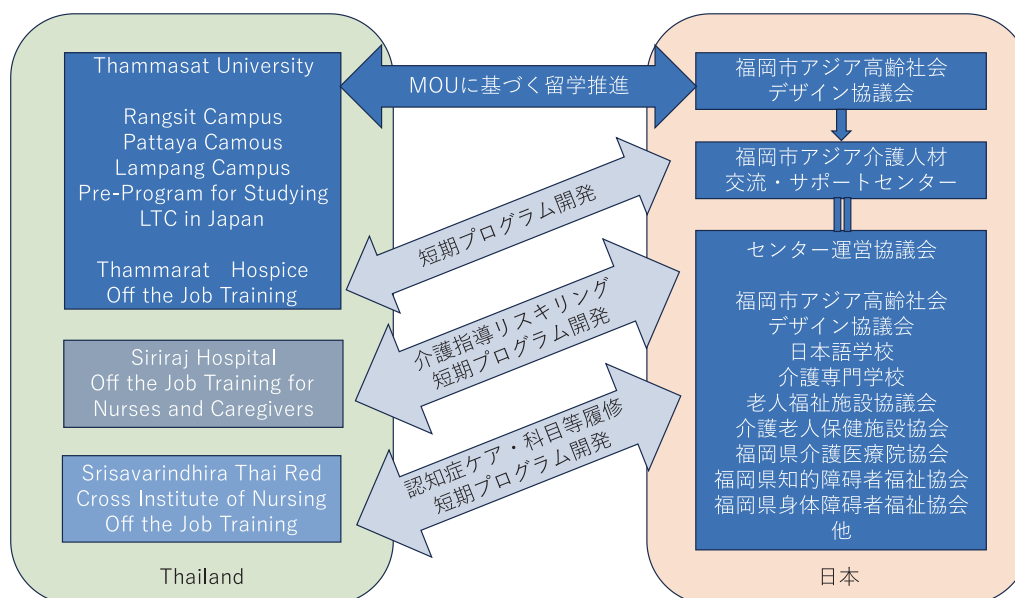 Thammasat University
Rangsit Campus
Pattaya Camous
Lampang Campus
Pre-Program for Studying
LTC in Japan
Thammarat　Hospice
Off the Job Training
Siriraj Hospital
Off the Job Training for
Nurses and Caregivers
Srisavarindhira Thai Red
Cross Institute of Nursing
Off the Job Training
Thailand
MOUに基づく留学推進
短期プログラム開発
介護指導リスキリング
短期プログラム開発
認知症ケア・科目等履修
短期プログラム開発
福岡市アジア高齢社会
デザイン協議会
福岡市アジア介護人材
交流・サポートセンター
センター運営協議会
福岡市アジア高齢社会
デザイン協議会
日本語学校
介護専門学校
老人福祉施設協議会
介護老人保健施設協会
福岡県介護医療院協会
福岡県知的障碍者福祉協会
福岡県身体障碍者福祉協会
他
日本